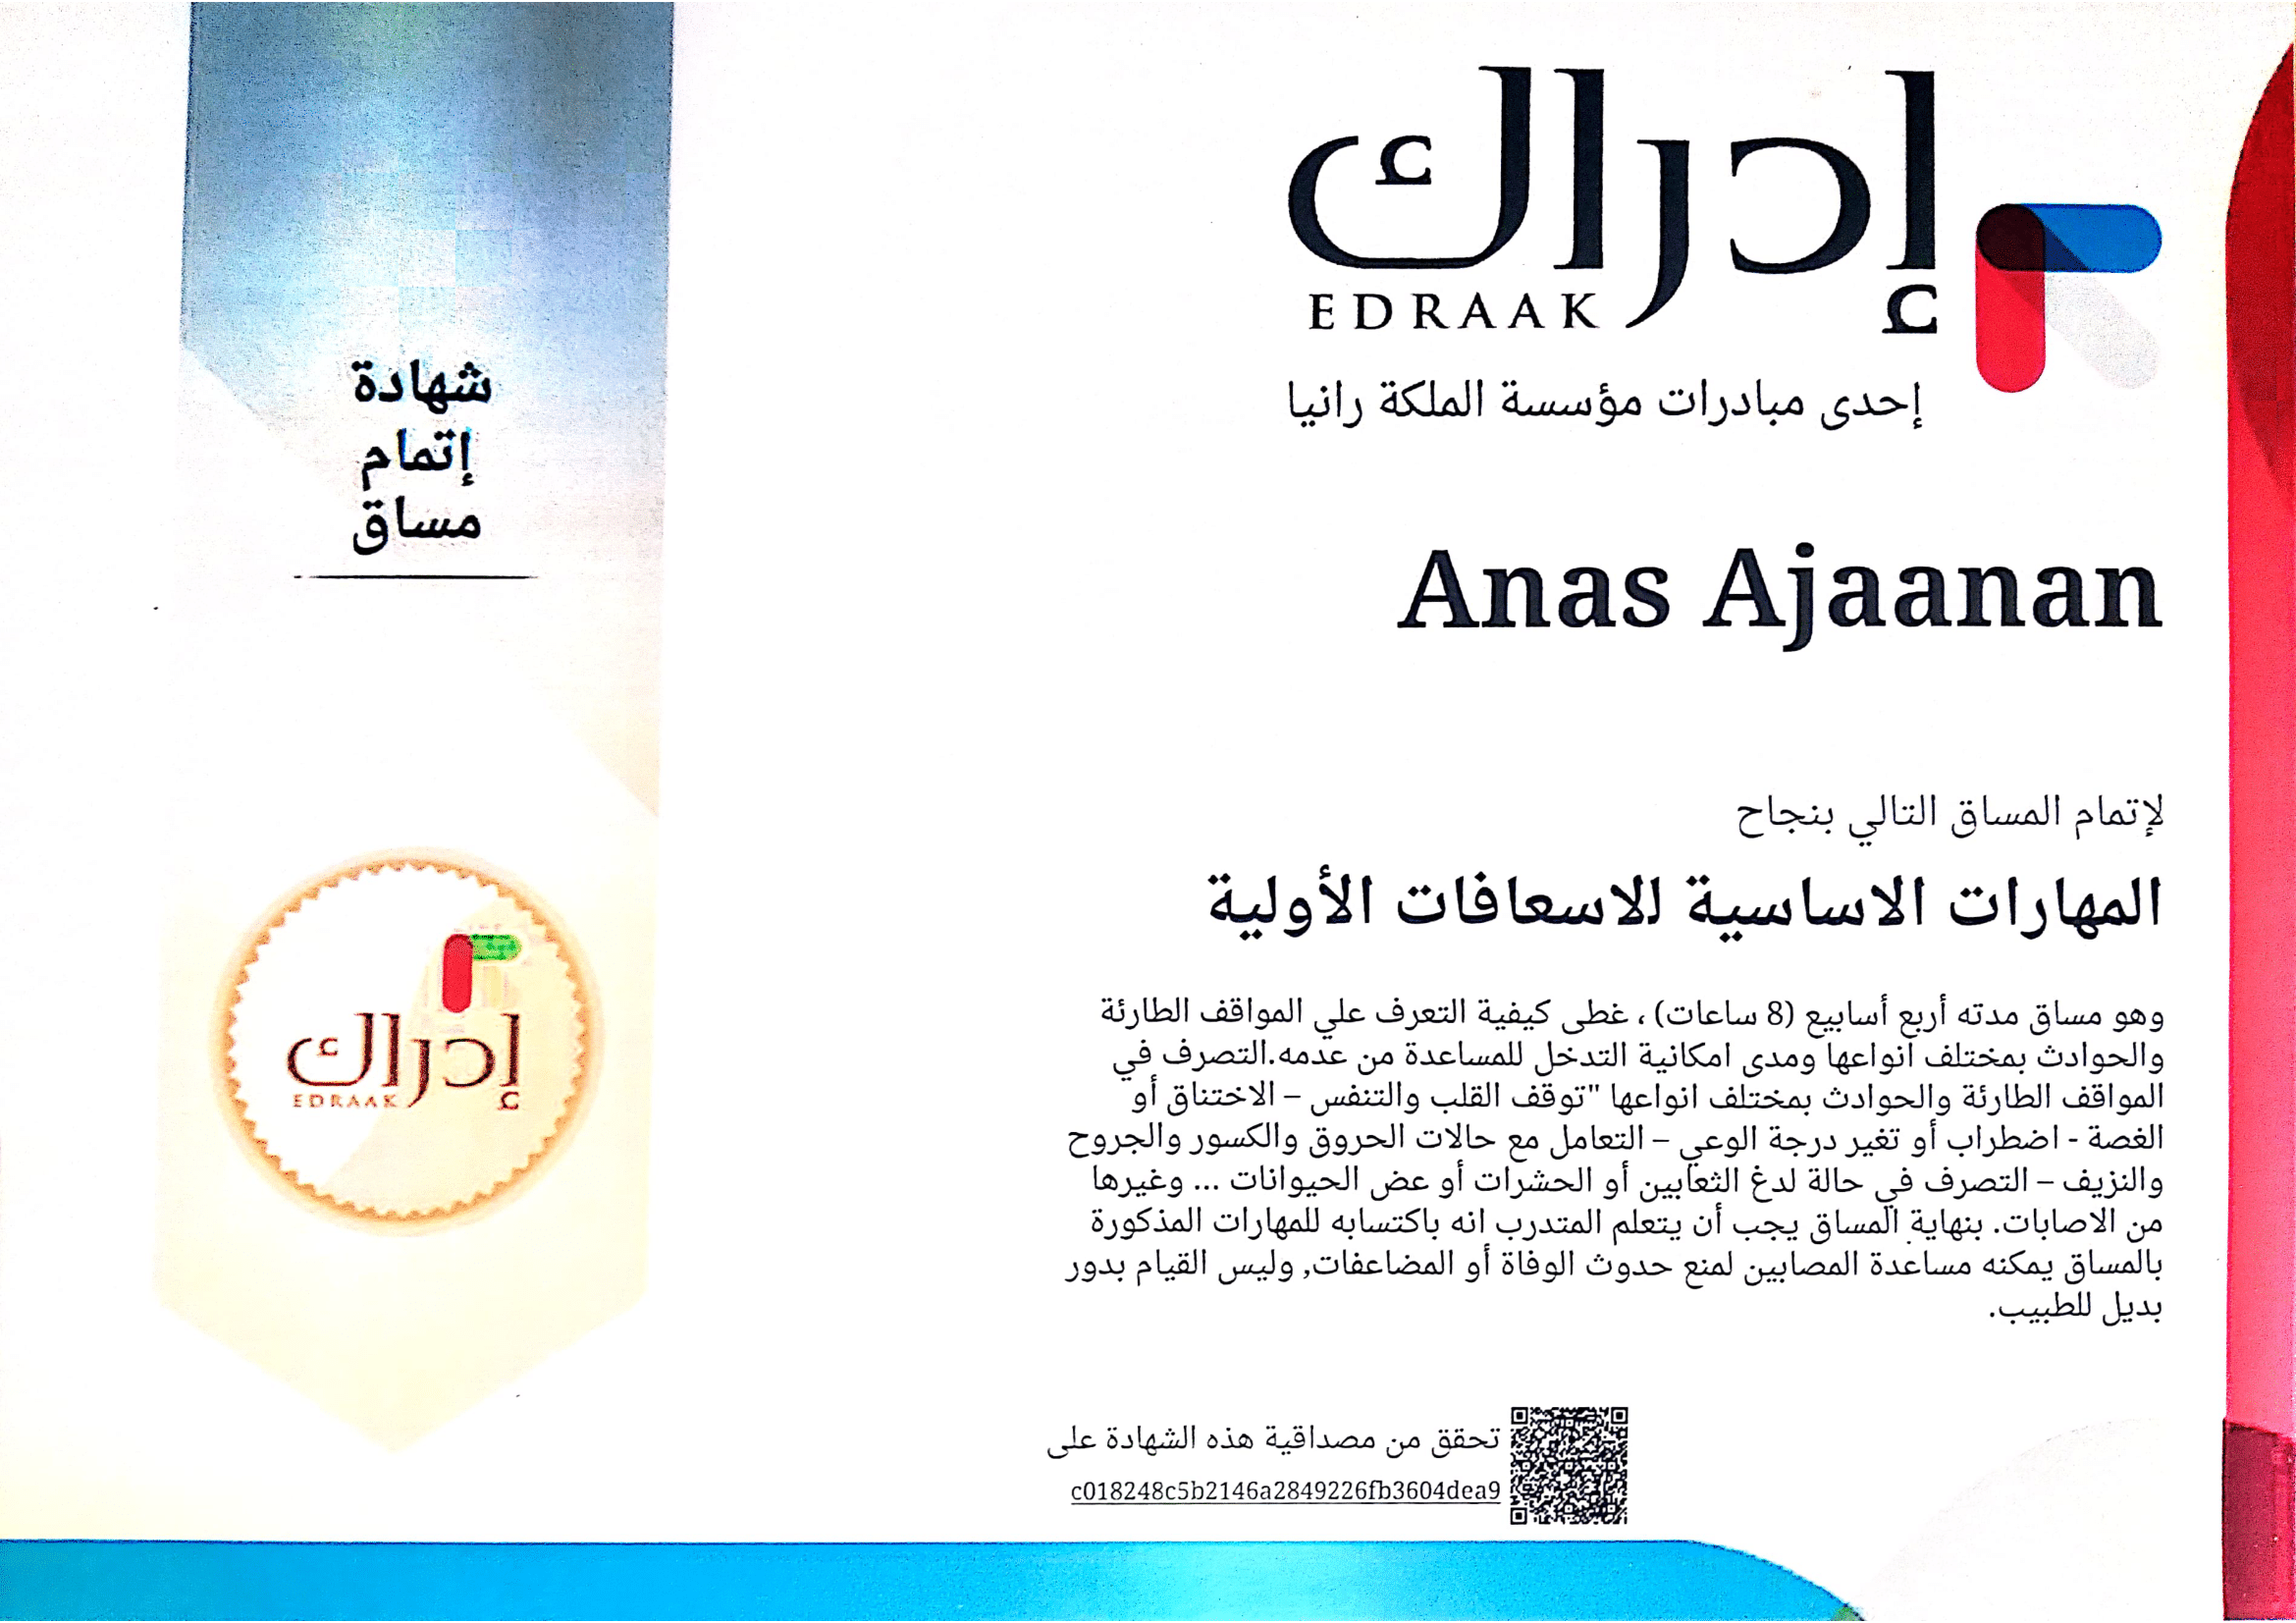 إدراك
EDRAAK
إحدى مبادرات مؤسسة الملكة رانيا
شهادة
إتمام
مساق
Anas Ajaanan
لإتمام المساق التالي بنجاح
المهارات الاساسية للاسعافات الأولية
وهو مساق مدته أربع أسابيع (8 ساعات) ، غطى كيفية التعرف علي المواقف الطارئة
والحوادث بمختلف انواعها ومدى امكانية التدخل للمساعدة من عدمه.التصرف في
المواقف الطارئة والحوادث بمختلف انواعها "توقف القلب والتنفس – الاختناق أو
الغصة - اضطراب أو تغير درجة الوعي – التعامل مع حالات الحروق والكسور والجروح
والنزيف – التصرف في حالة لدغ الثعابين أو الحشرات أو عض الحيوانات ... وغيرها
من الاصابات. بنهاية المساق يجب أن يتعلم المتدرب انه باكتسابه للمهارات المذكورة
بالمساق يمكنه مساعدة المصابين لمنع حدوث الوفاة أو المضاعفات, وليس القيام بدور
بديل للطبيب.
إدراك
EDRAAK
تحقق من مصداقية هذه الشهادة على
c018248c5b2146a2849226fb3604dea9